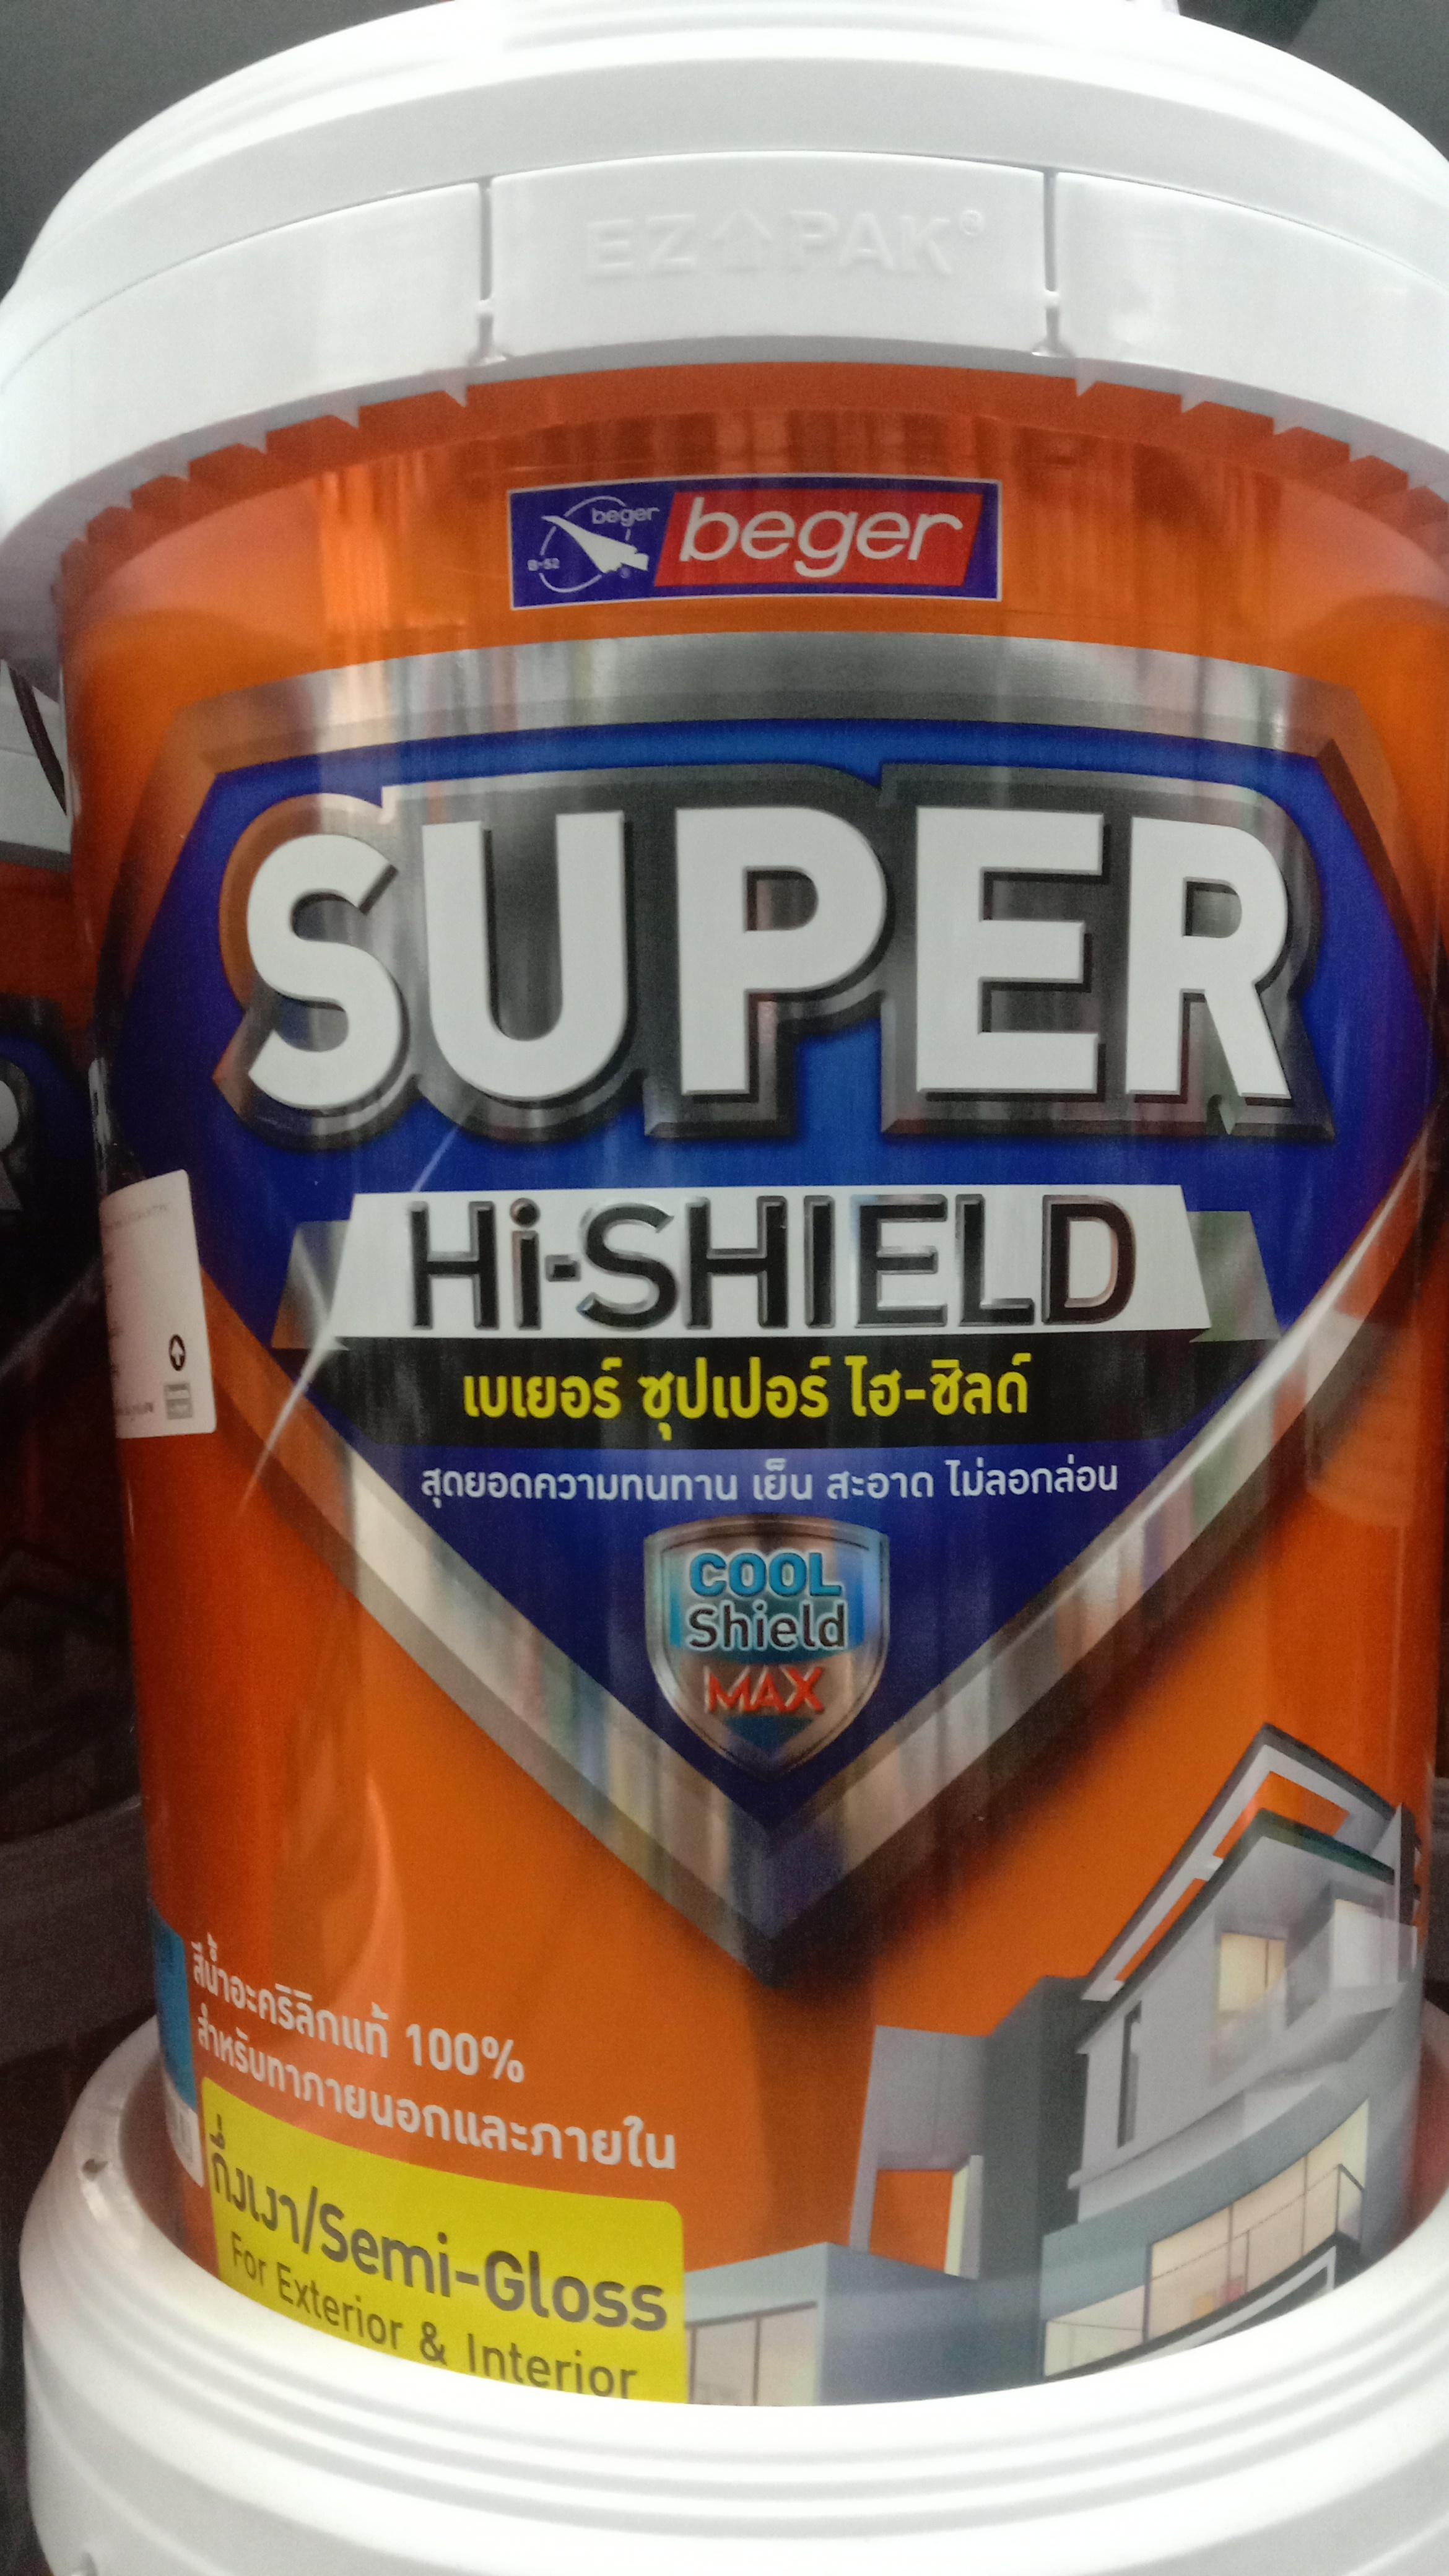 EZ PAK®
beger
B-52
beger
SUPER
Hi-SHIELD
เบเยอร์ ซุปเปอร์ ไฮ-ชิลด์
สุดยอดความทนทาน เย็น สะอาด ไม่ลอกล่อน
COOL
Shield
MAX
สีน้ำอะคริลิกแท้ 100%
สำหรับทาภายนอกและภายใน
กึ่งเงา/Semi-Gloss
For Exterior & Interior